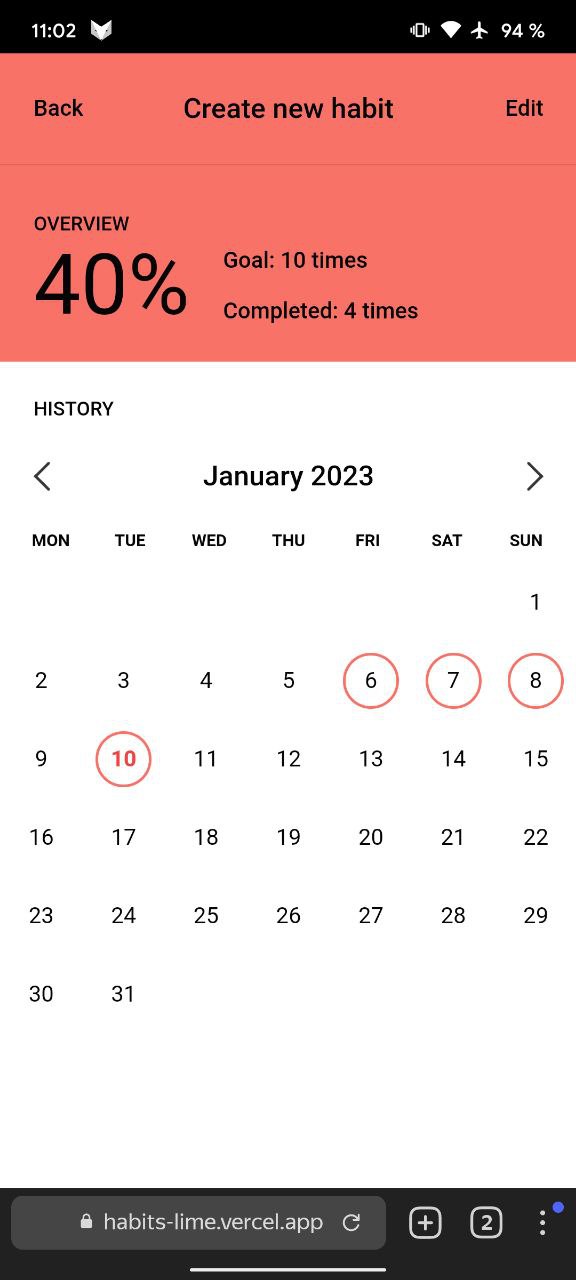 11:02 94 %
Back Create new habit Edit
OVERVIEW
40%
Goal: 10 times
Completed: 4 times
HISTORY
January 2023
MON TUE WED THU FRI SAT SUN
1
2 3 4 5 6 7 8
9 10 11 12 13 14 15
16 17 18 19 20 21 22
23 24 25 26 27 28 29
30 31
habits-lime.vercel.app 2